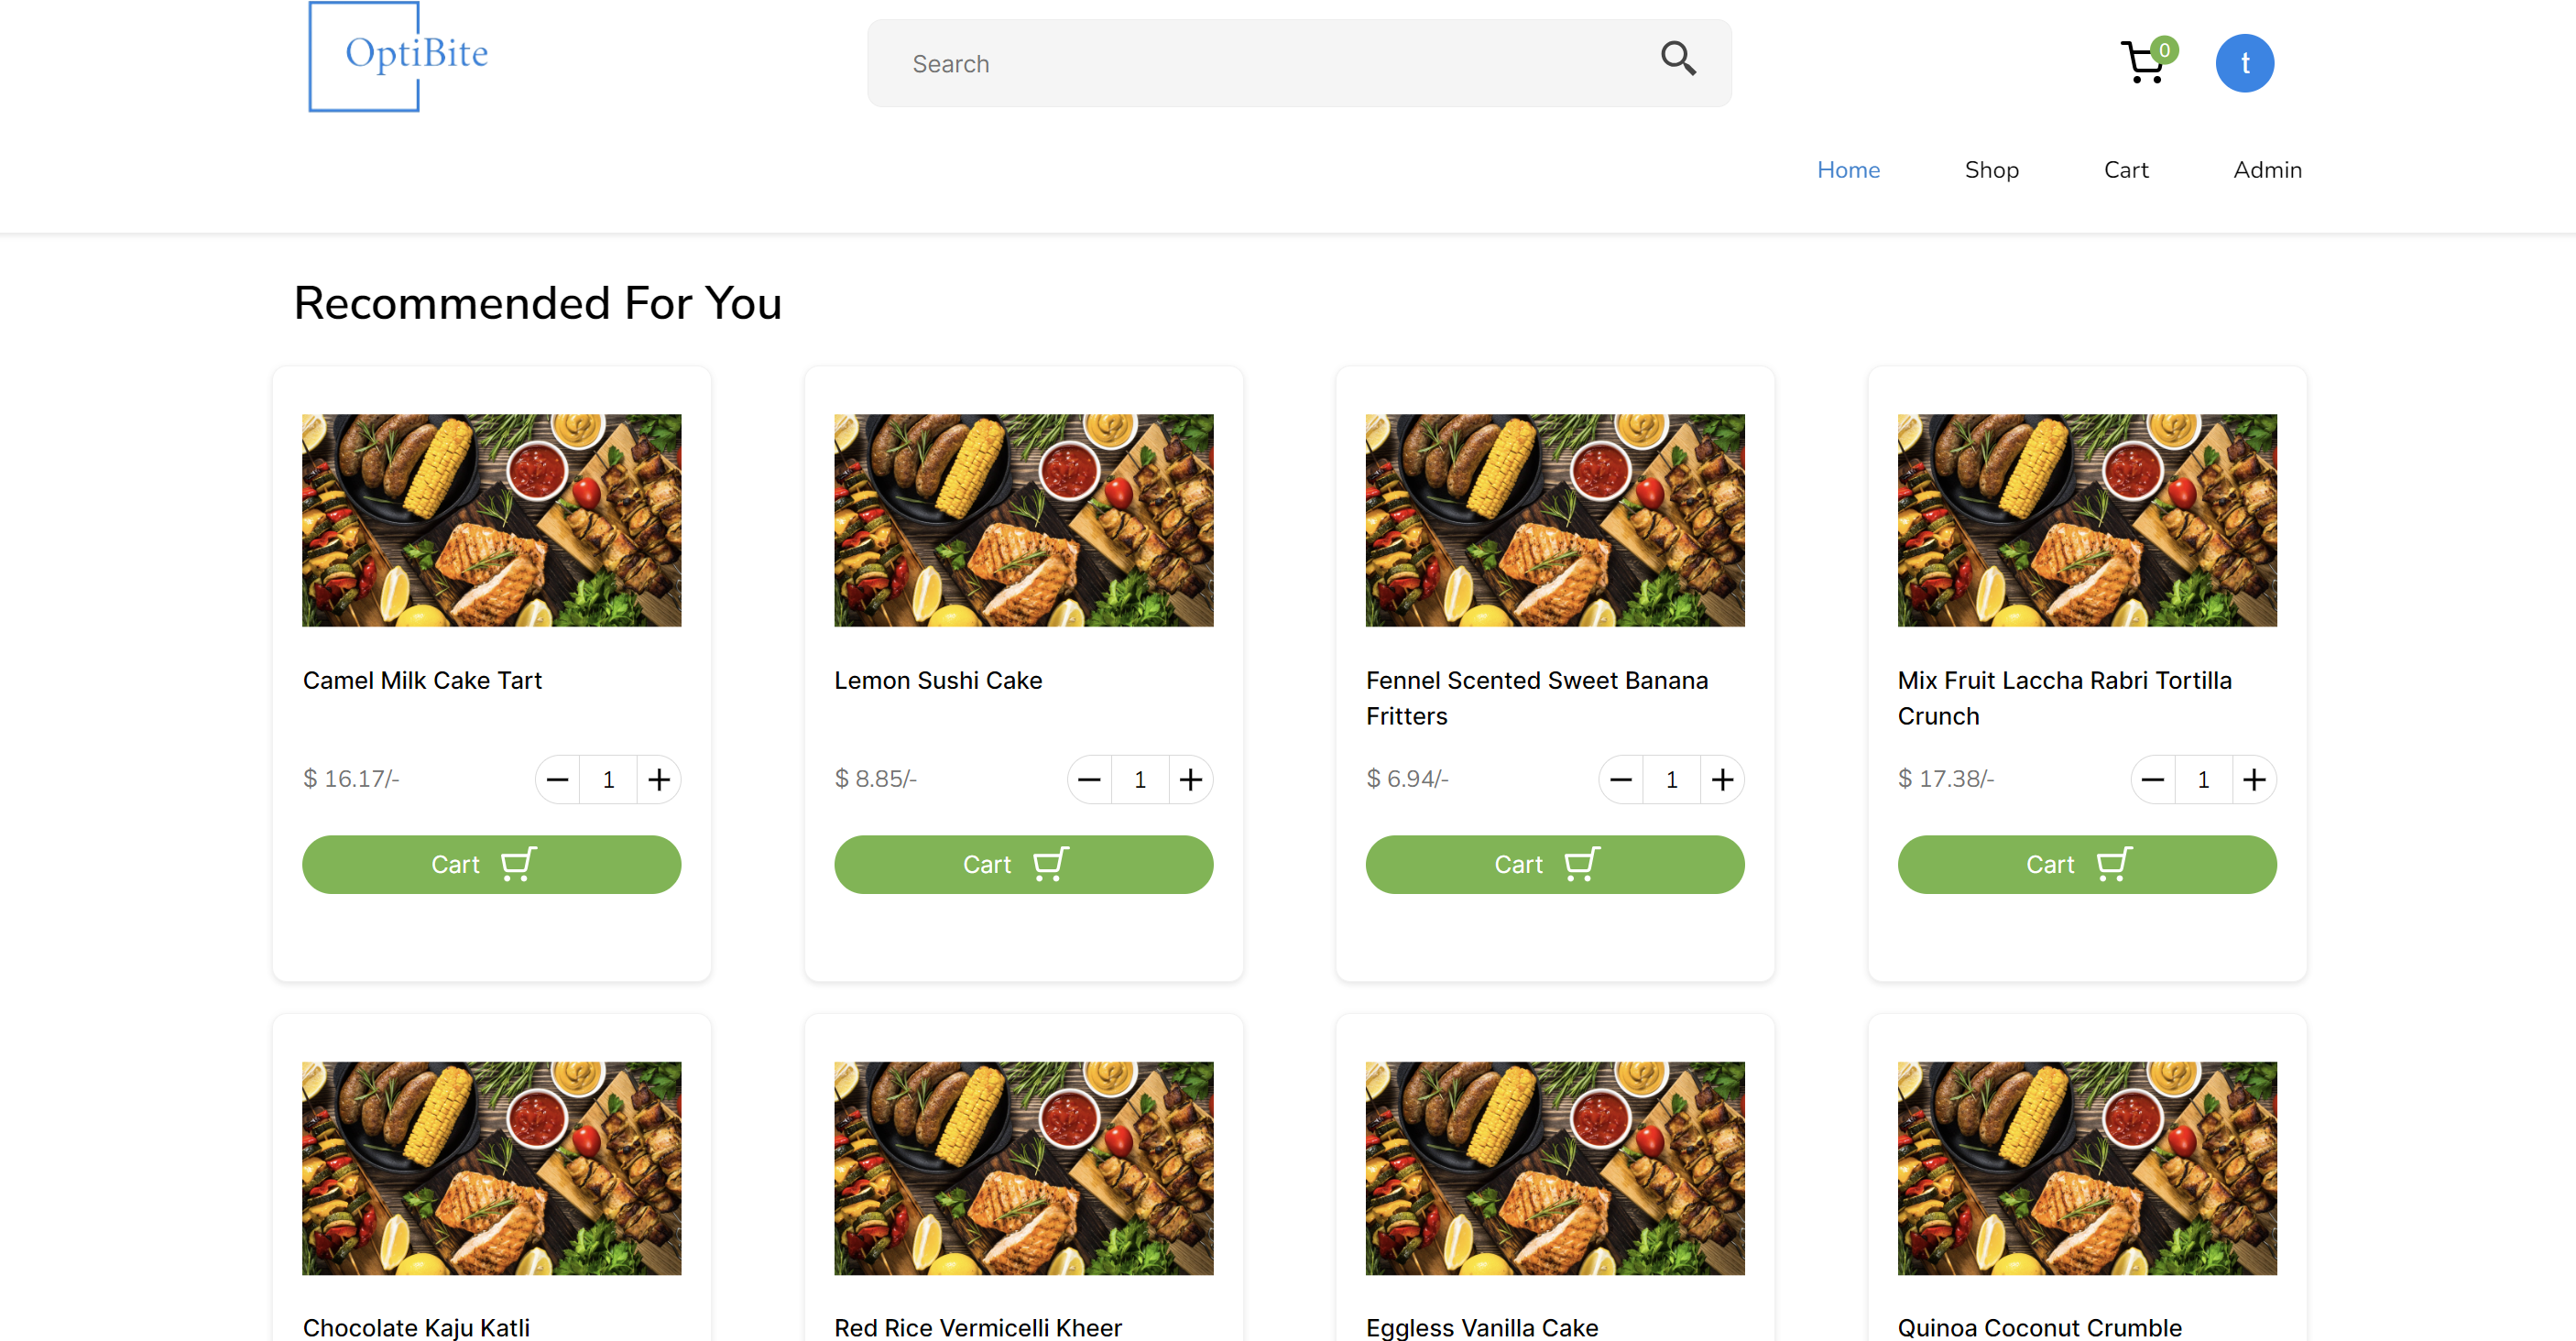 OptiBite
Search
0
t
Home Shop Cart Admin
Recommended For You
Camel Milk Cake Tart
$ 16.17/-
1
Cart
Lemon Sushi Cake
$ 8.85/-
1
Cart
Fennel Scented Sweet Banana
Fritters
$ 6.94/-
1
Cart
Mix Fruit Laccha Rabri Tortilla
Crunch
$ 17.38/-
1
Cart
Chocolate Kaju Katli
Red Rice Vermicelli Kheer
Eggless Vanilla Cake
Quinoa Coconut Crumble